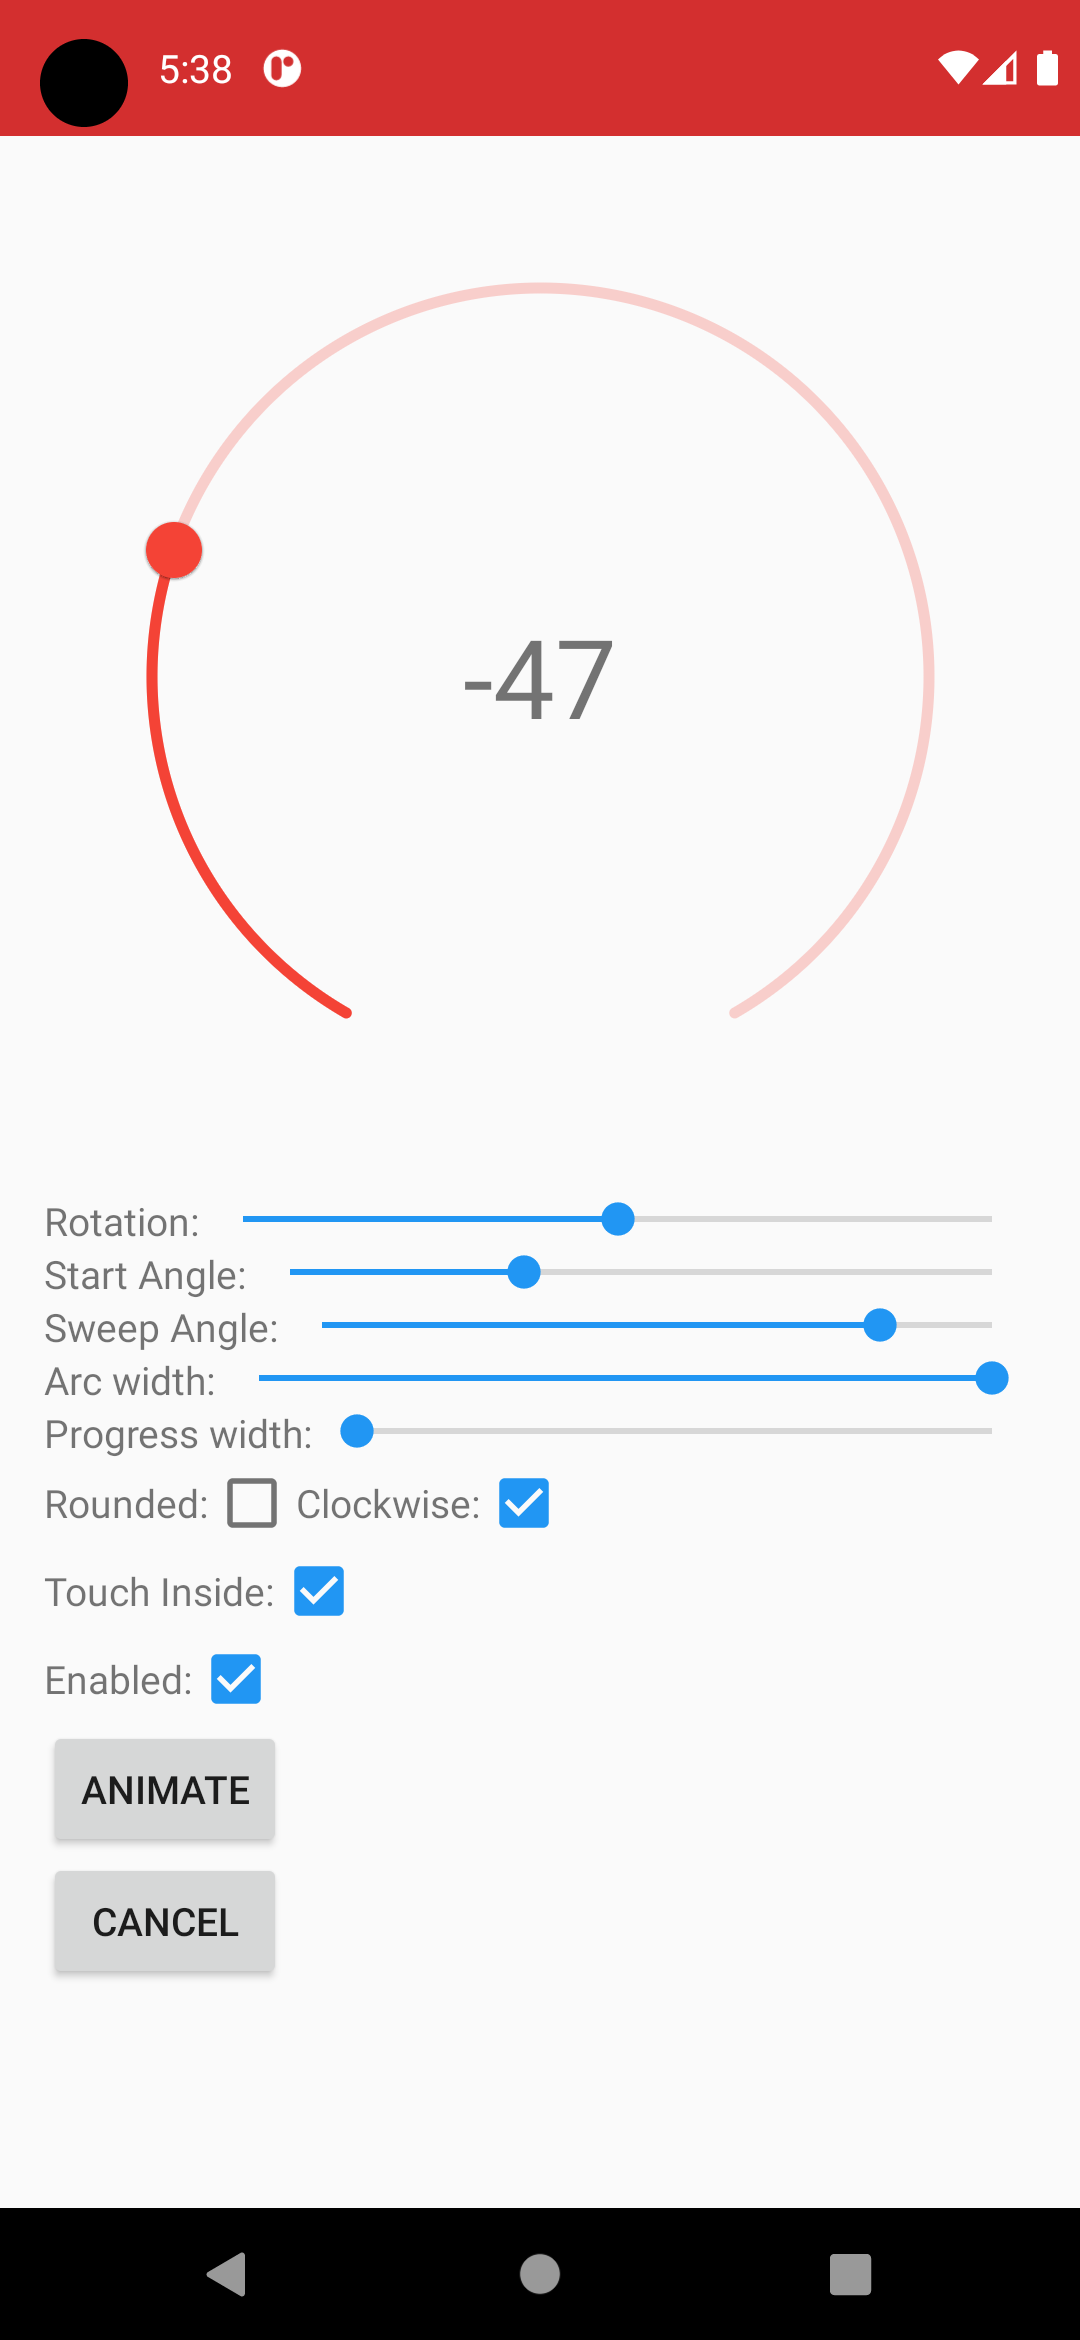 5:38
-47
Rotation:
Start Angle:
Sweep Angle:
Arc width:
Progress width:
Rounded: Clockwise:
Touch Inside:
Enabled:
ANIMATE
CANCEL